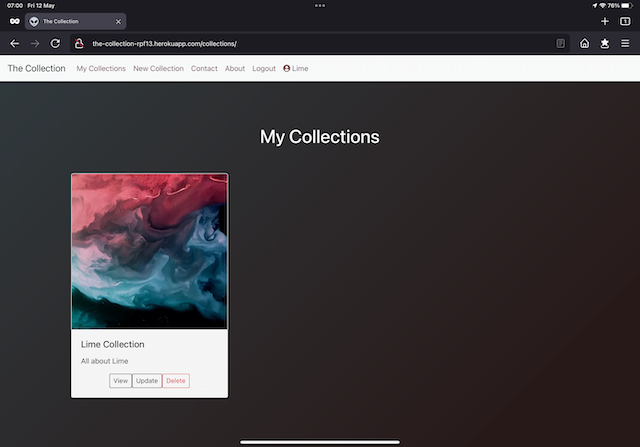 07:00 Fri 12 May
76%
The Collection
1
the-collection-rpf13.herokuapp.com/collections/
The Collection My Collections New Collection Contact About Logout Lime
My Collections
Lime Collection
All about Lime
View Update Delete